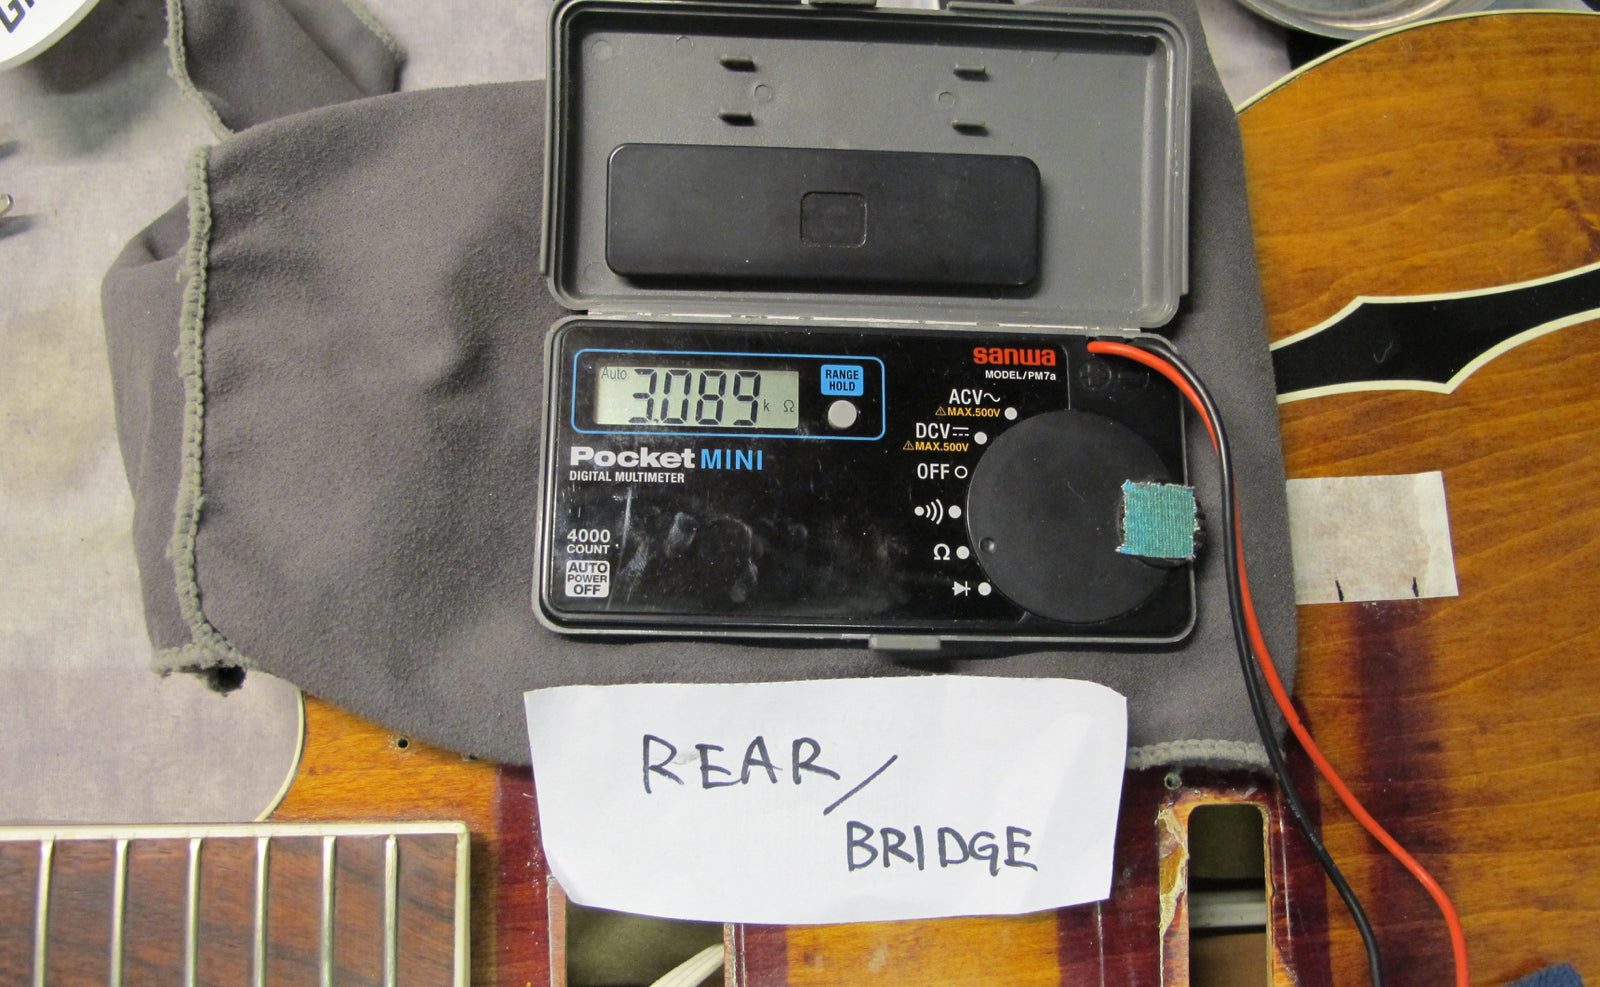 Auto
3.089 k Ω
RANGE
HOLD
sanwa
MODEL/PM7a
ACV~
⚠MAX.500V
DCV⎓
⚠MAX.500V
OFF
Ω
Pocket MINI
DIGITAL MULTIMETER
4000
COUNT
AUTO
POWER
OFF
REAR/
BRIDGE